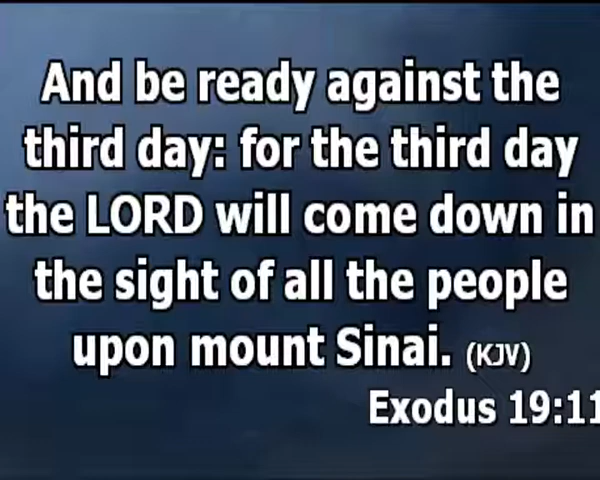 And be ready against the
third day: for the third day
the LORD will come down in
the sight of all the people
upon mount Sinai. (KJV)
Exodus 19:11